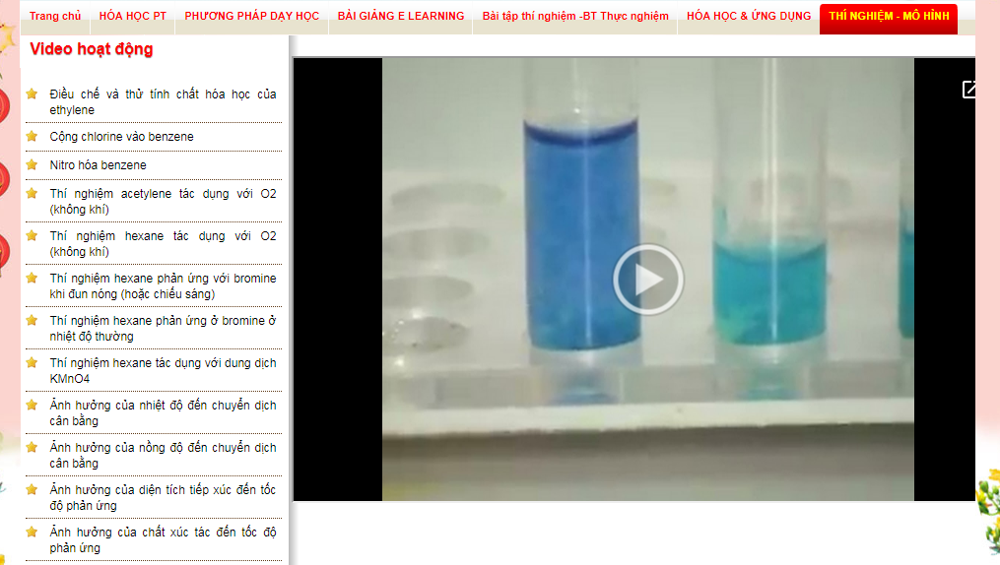 Trang chủ HÓA HỌC PT PHƯƠNG PHÁP DẠY HỌC BÀI GIẢNG E LEARNING Bài tập thí nghiệm -BT Thực nghiệm HÓA HỌC & ỨNG DỤNG THÍ NGHIỆM - MÔ HÌNH
Video hoạt động
Điều chế và thử tính chất hóa học của
ethylene
Cộng chlorine vào benzene
Nitro hóa benzene
Thí nghiệm acetylene tác dụng với O2
(không khí)
Thí nghiệm hexane tác dụng với O2
(không khí)
Thí nghiệm hexane phản ứng với bromine
khi đun nóng (hoặc chiếu sáng)
Thí nghiệm hexane phản ứng ở bromine ở
nhiệt độ thường
Thí nghiệm hexane tác dụng với dung dịch
KMnO4
Ảnh hưởng của nhiệt độ đến chuyển dịch
cân bằng
Ảnh hưởng của nồng độ đến chuyển dịch
cân bằng
Ảnh hưởng của diện tích tiếp xúc đến tốc
độ phản ứng
Ảnh hưởng của chất xúc tác đến tốc độ
phản ứng